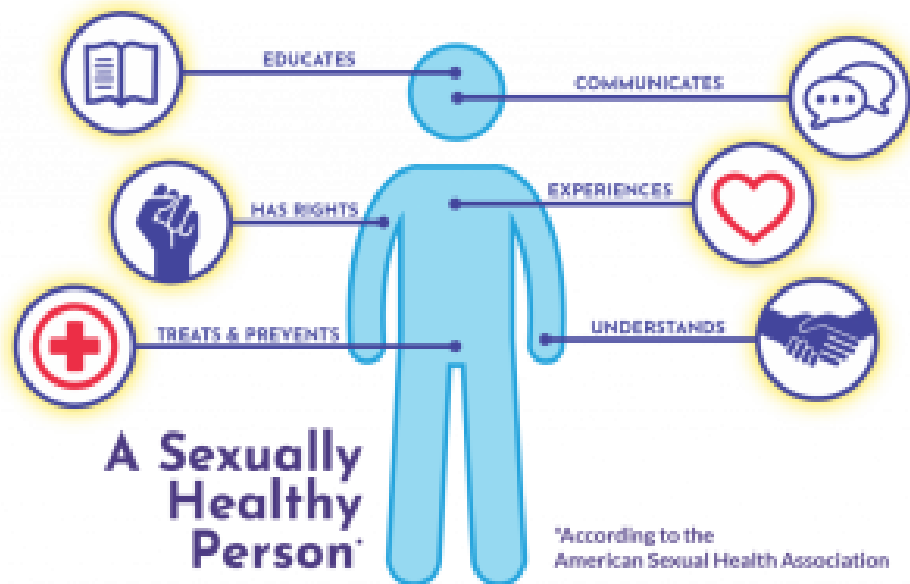 EDUCATES
COMMUNICATES
EXPERIENCES
HAS RIGHTS
UNDERSTANDS
TREATS & PREVENTS
A Sexually
Healthy
Person*
*According to the
American Sexual Health Association